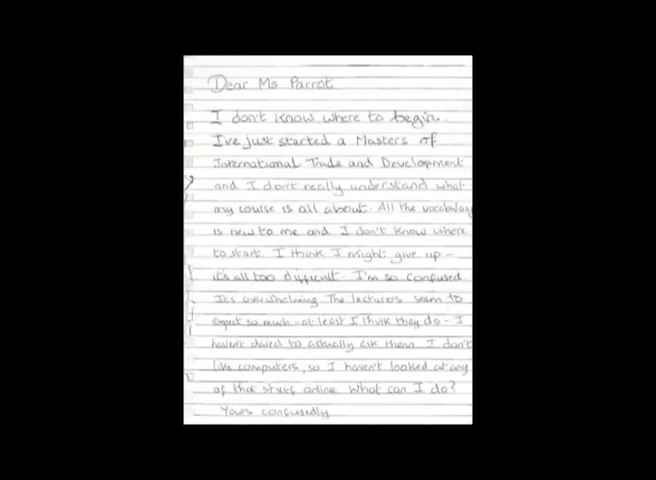 Dear Ms Parrot
I don't know where to begin.
I've just started a Masters of
International Trade and Development
and I don't really understand what
my course is all about. All the vocabulary
is new to me and I don't know where
to start. I think I might give up -
it's all too difficult. I'm so confused.
It's overwhelming. The lecturers seem to
expect so much - at least I think they do - I
haven't dared to actually ask them. I don't
like computers, so I haven't looked at any
of that stuff online. What can I do?
Yours confusedly